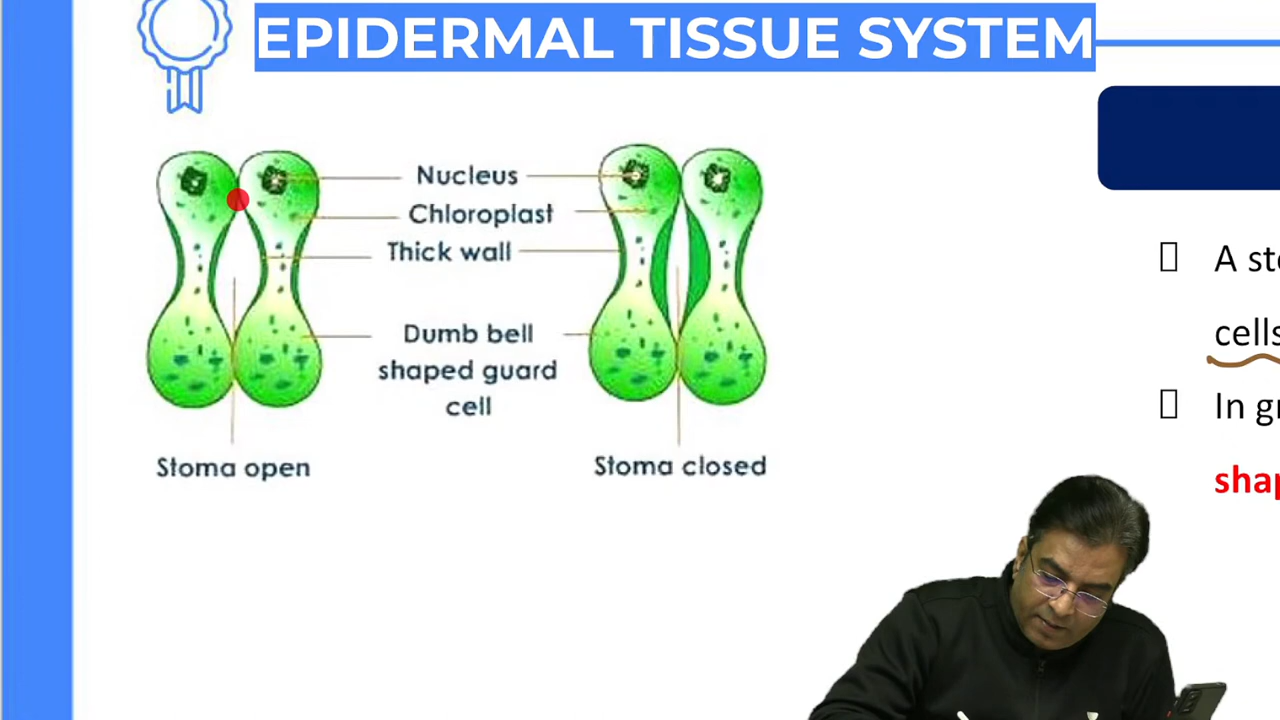 EPIDERMAL TISSUE SYSTEM
Nucleus
Chloroplast
Thick wall
Dumb bell
shaped guard
cell
Stoma open
Stoma closed
A sto
cells
In gr
shap